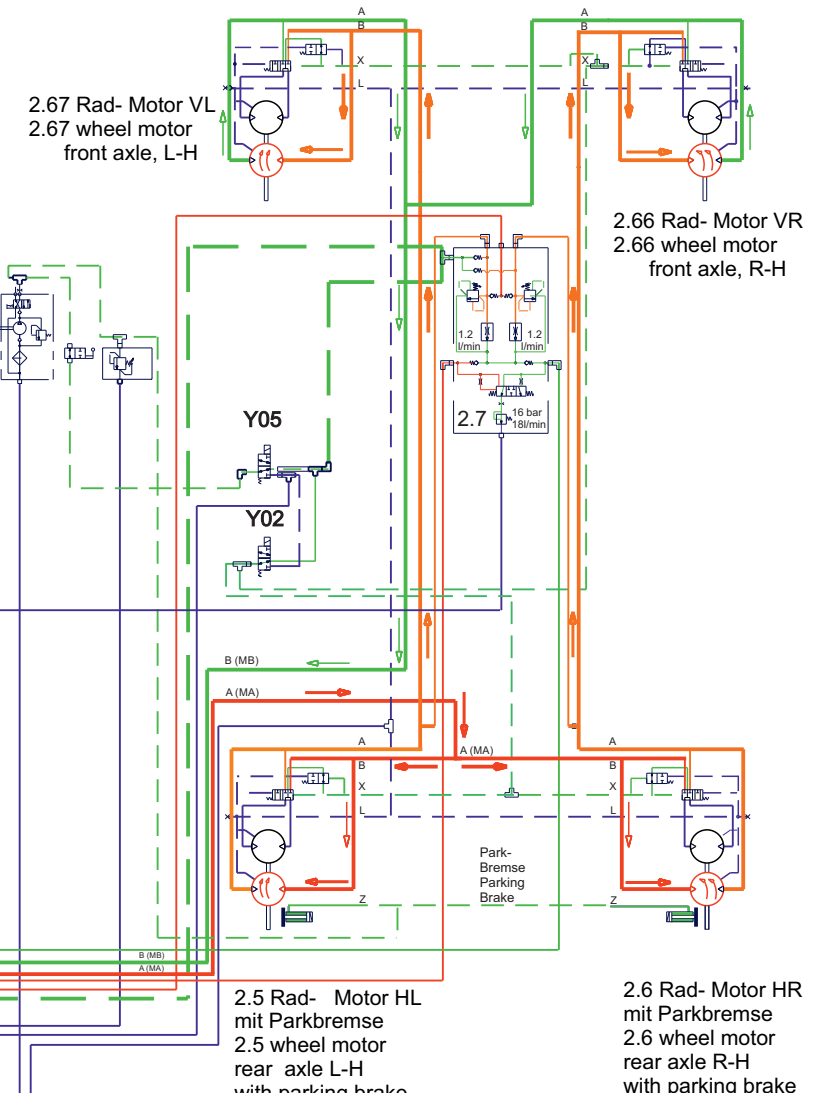 A
B
X
L
A
B
X
L
2.67 Rad- Motor VL
2.67 wheel motor
front axle, L-H
2.66 Rad- Motor VR
2.66 wheel motor
front axle, R-H
1.2
l/min
1.2
l/min
2.7
16 bar
18l/min
Y05
Y02
B (MB)
A (MA)
A
A (MA)
A
B
B
X
X
L
L
Park-
Bremse
Parking
Brake
Z
Z
B (MB)
A (MA)
2.5 Rad- Motor HL
mit Parkbremse
2.5 wheel motor
rear axle L-H
with parking brake
2.6 Rad- Motor HR
mit Parkbremse
2.6 wheel motor
rear axle R-H
with parking brake